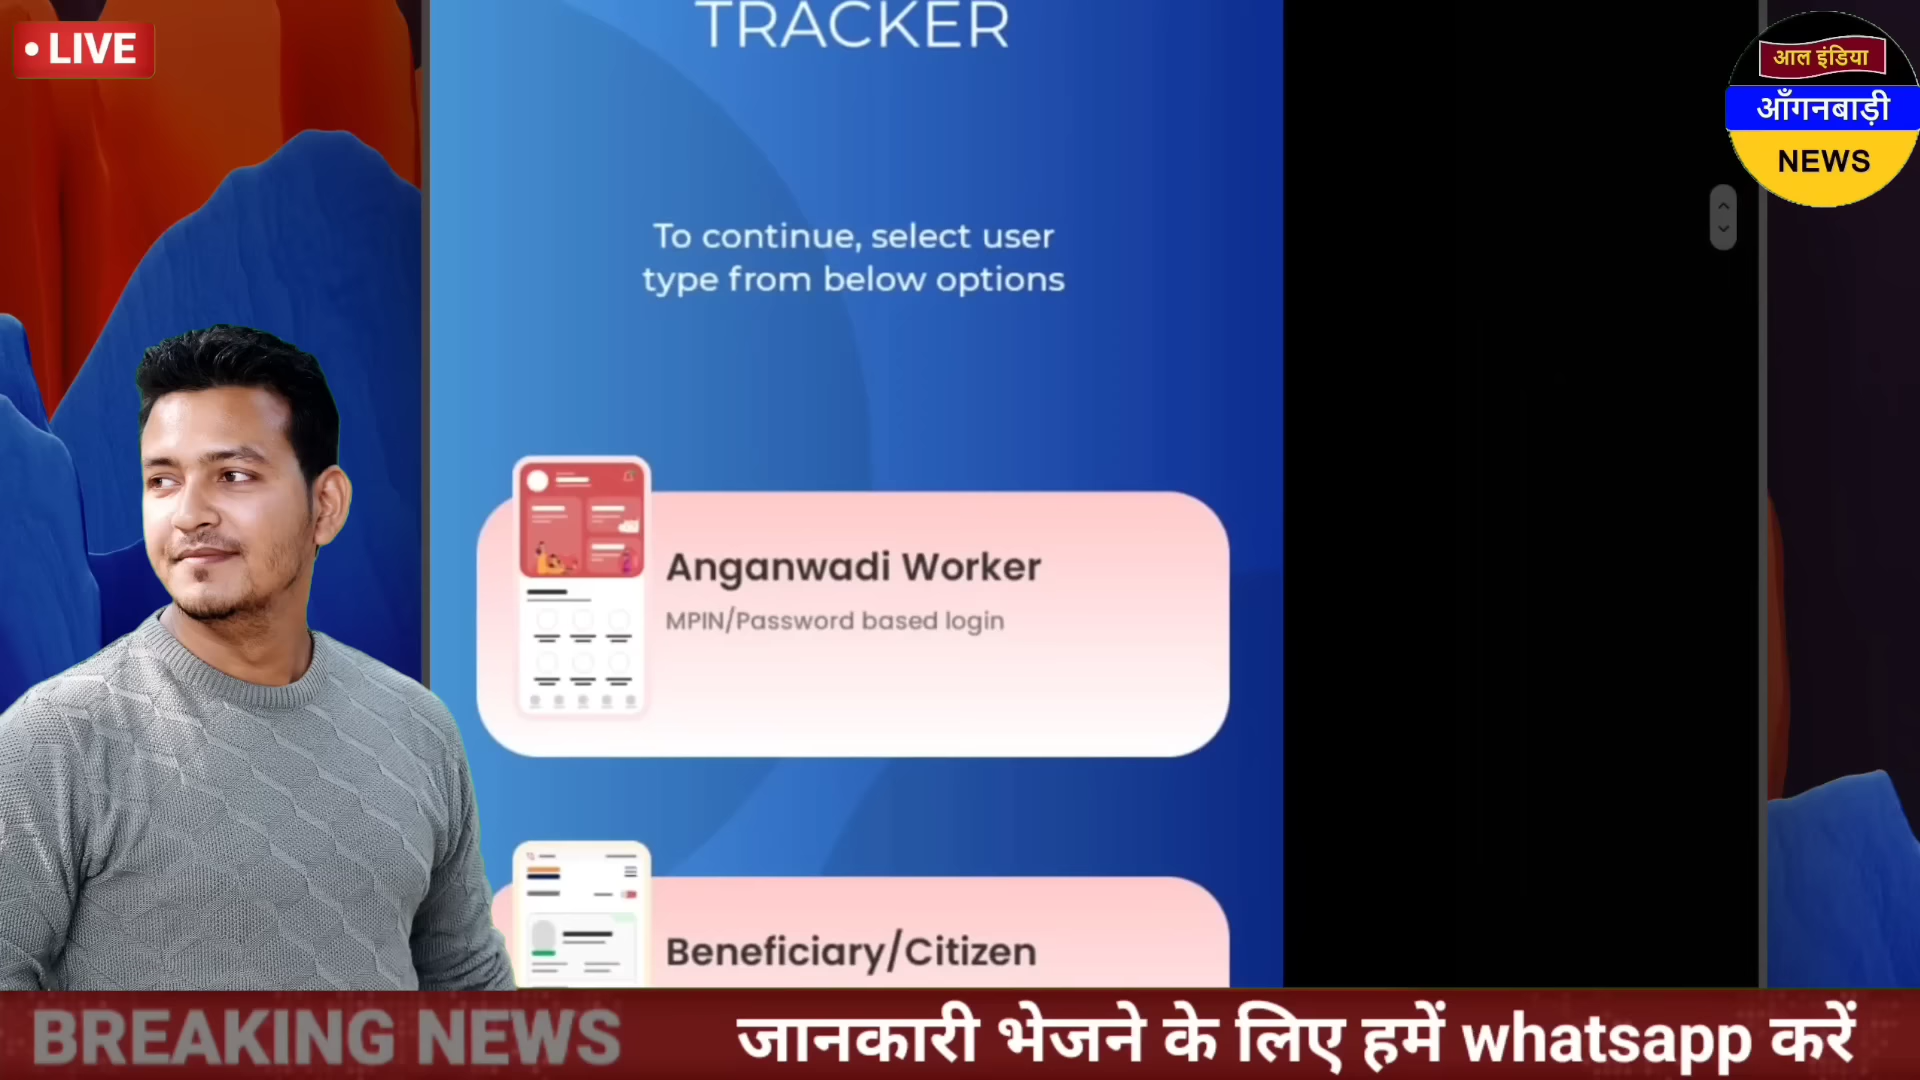 LIVE
TRACKER
आल इंडिया
आँगनबाड़ी
NEWS
To continue, select user
type from below options
Anganwadi Worker
MPIN/Password based login
Beneficiary/Citizen
BREAKING NEWS
जानकारी भेजने के लिए हमें whatsapp करें